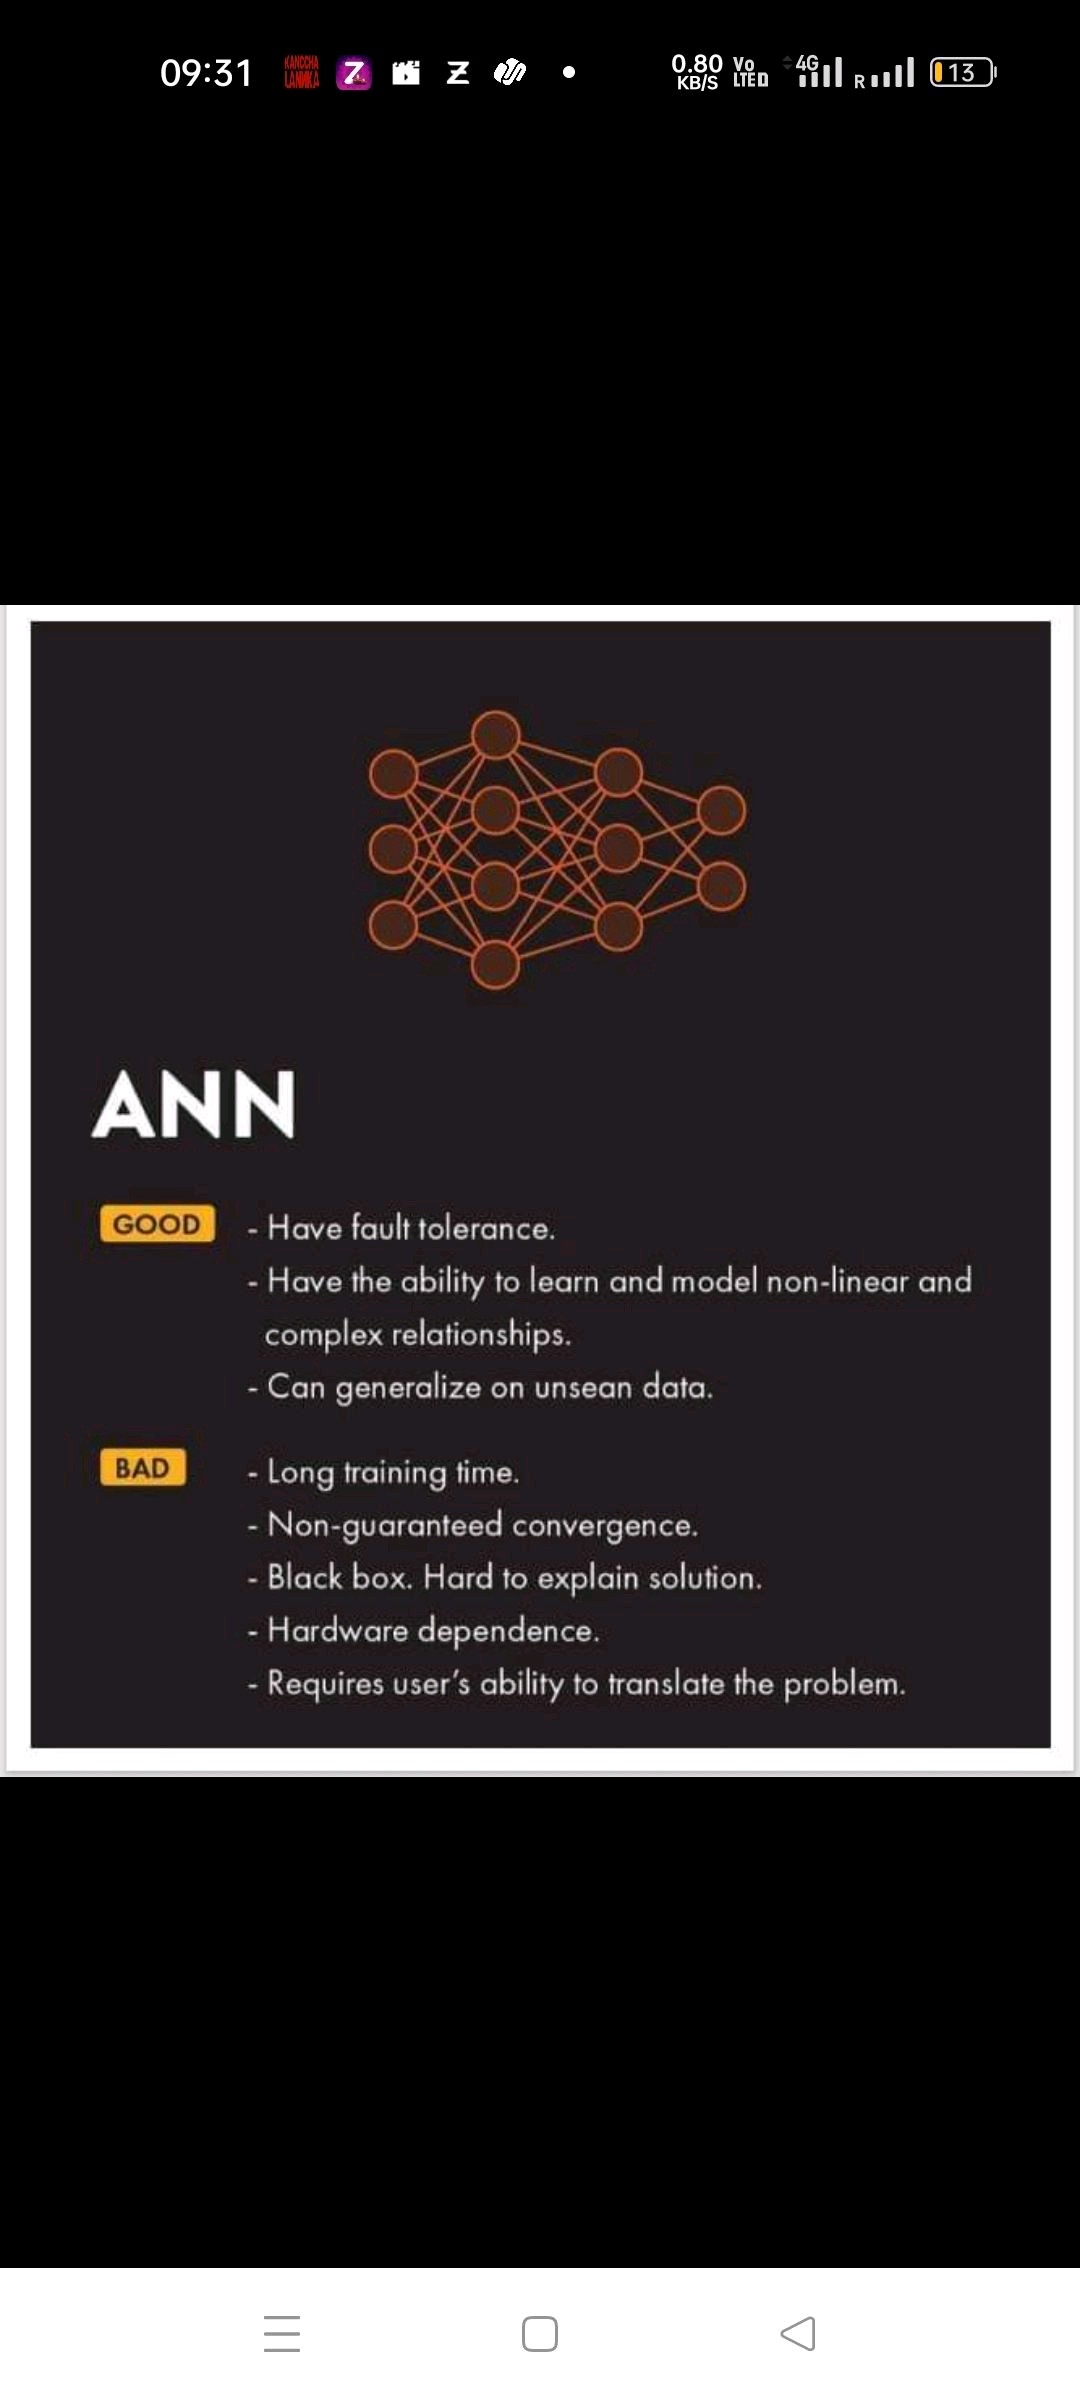 09:31 KANCCHA LANNKA Z Z 0.80 KB/S Vo LTE 4G R 13
ANN
GOOD - Have fault tolerance.
- Have the ability to learn and model non-linear and
complex relationships.
- Can generalize on unsean data.
BAD - Long training time.
- Non-guaranteed convergence.
- Black box. Hard to explain solution.
- Hardware dependence.
- Requires user’s ability to translate the problem.